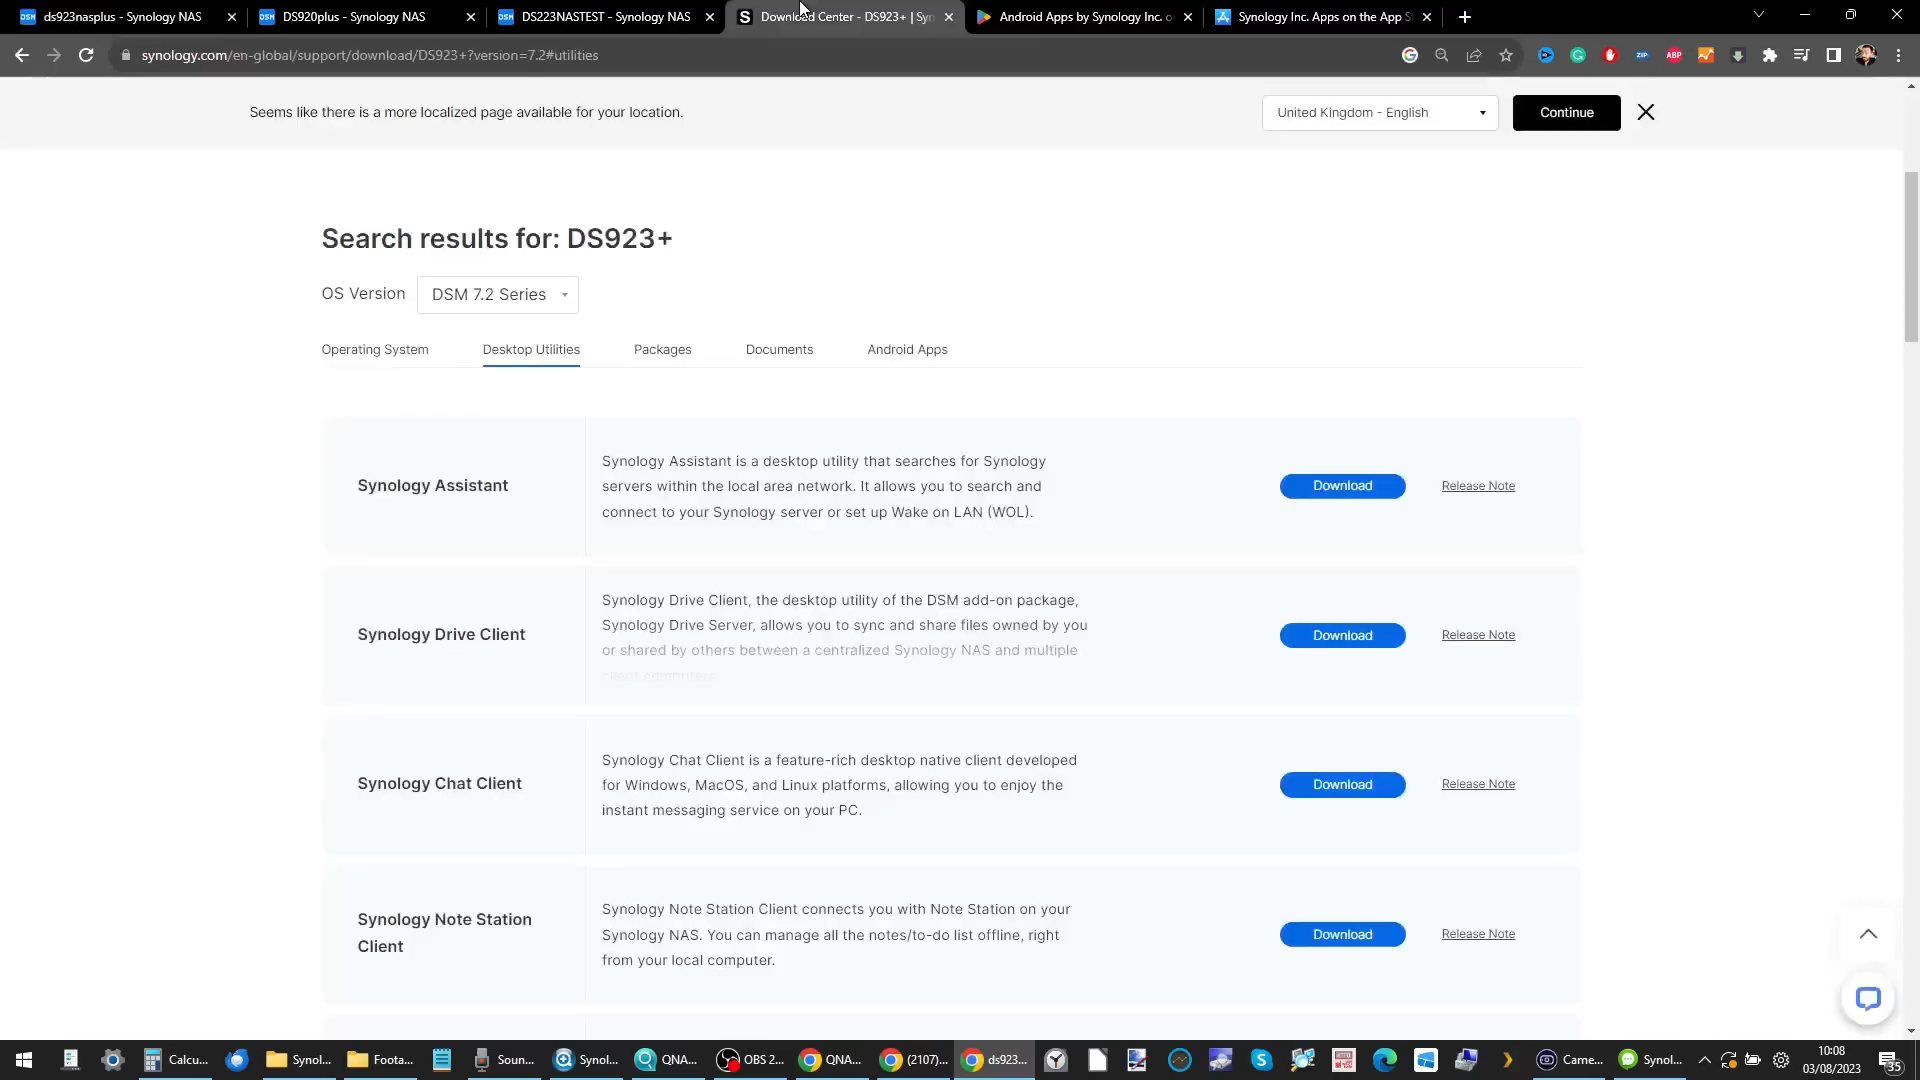 ds923nasplus - Synology NAS
DS920plus - Synology NAS
DS223NASTEST - Synology NAS
Download Center - DS923+ | Syn
Android Apps by Synology Inc. o
Synology Inc. Apps on the App S
synology.com/en-global/support/download/DS923+?version=7.2#utilities
Seems like there is a more localized page available for your location.
United Kingdom - English
Continue
Search results for: DS923+
OS Version
DSM 7.2 Series
Operating System
Desktop Utilities
Packages
Documents
Android Apps
Synology Assistant
Synology Assistant is a desktop utility that searches for Synology
servers within the local area network. It allows you to search and
connect to your Synology server or set up Wake on LAN (WOL).
Download
Release Note
Synology Drive Client
Synology Drive Client, the desktop utility of the DSM add-on package,
Synology Drive Server, allows you to sync and share files owned by you
or shared by others between a centralized Synology NAS and multiple
client computers.
Download
Release Note
Synology Chat Client
Synology Chat Client is a feature-rich desktop native client developed
for Windows, MacOS, and Linux platforms, allowing you to enjoy the
instant messaging service on your PC.
Download
Release Note
Synology Note Station
Client
Synology Note Station Client connects you with Note Station on your
Synology NAS. You can manage all the notes/to-do list offline, right
from your local computer.
Download
Release Note
Calcu...
Synol...
Foota...
Soun...
Synol...
QNA...
OBS 2...
QNA...
(2107)...
ds923...
Came...
Synol...
10:08
03/08/2023
35